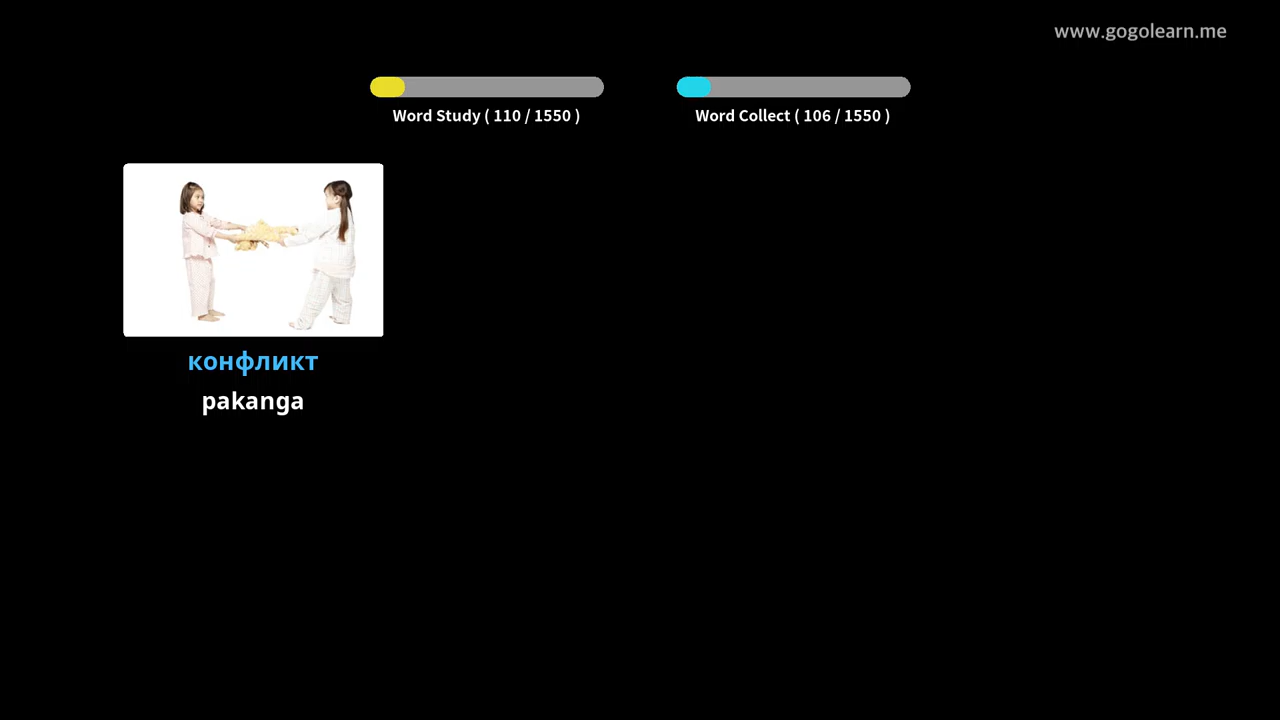 www.gogolearn.me
Word Study ( 110 / 1550 )
Word Collect ( 106 / 1550 )
конфликт
pakanga